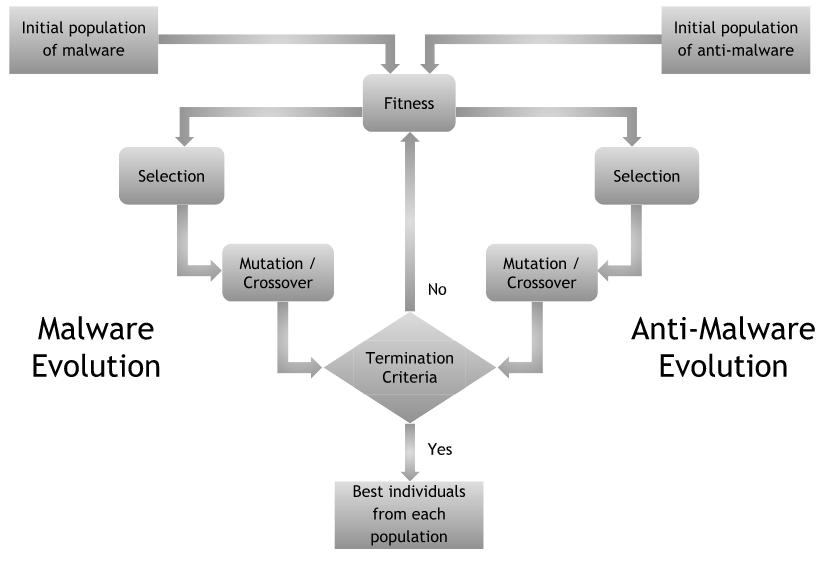 Initial population
of malware
Initial population
of anti-malware
Fitness
Selection
Selection
Mutation /
Crossover
Mutation /
Crossover
No
Malware
Evolution
Anti-Malware
Evolution
Termination
Criteria
Yes
Best individuals
from each
population